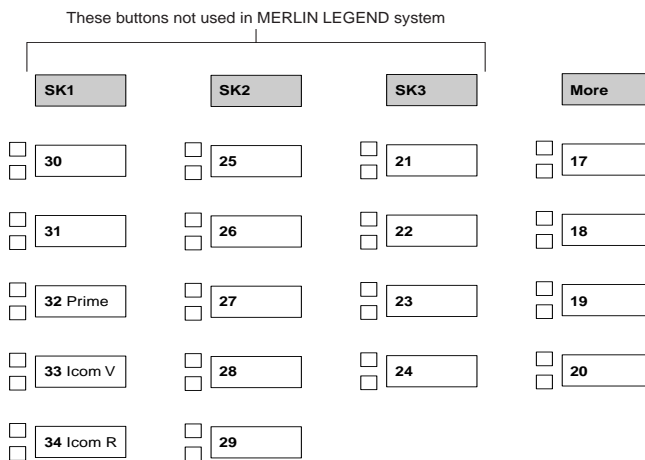 These buttons not used in MERLIN LEGEND system
SK1 SK2 SK3 More
30 25 21 17
31 26 22 18
32 Prime 27 23 19
33 Icom V 28 24 20
34 Icom R 29